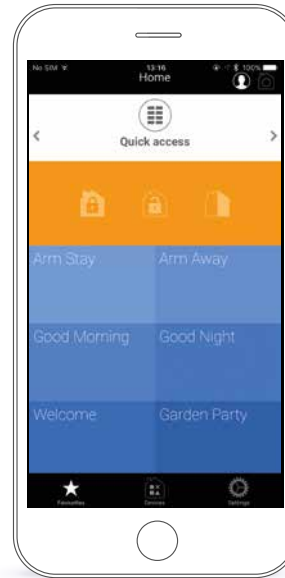 No SIM 13:16 100%
Home
Quick access
Arm Stay Arm Away
Good Morning Good Night
Welcome Garden Party
Favourites Devices Settings